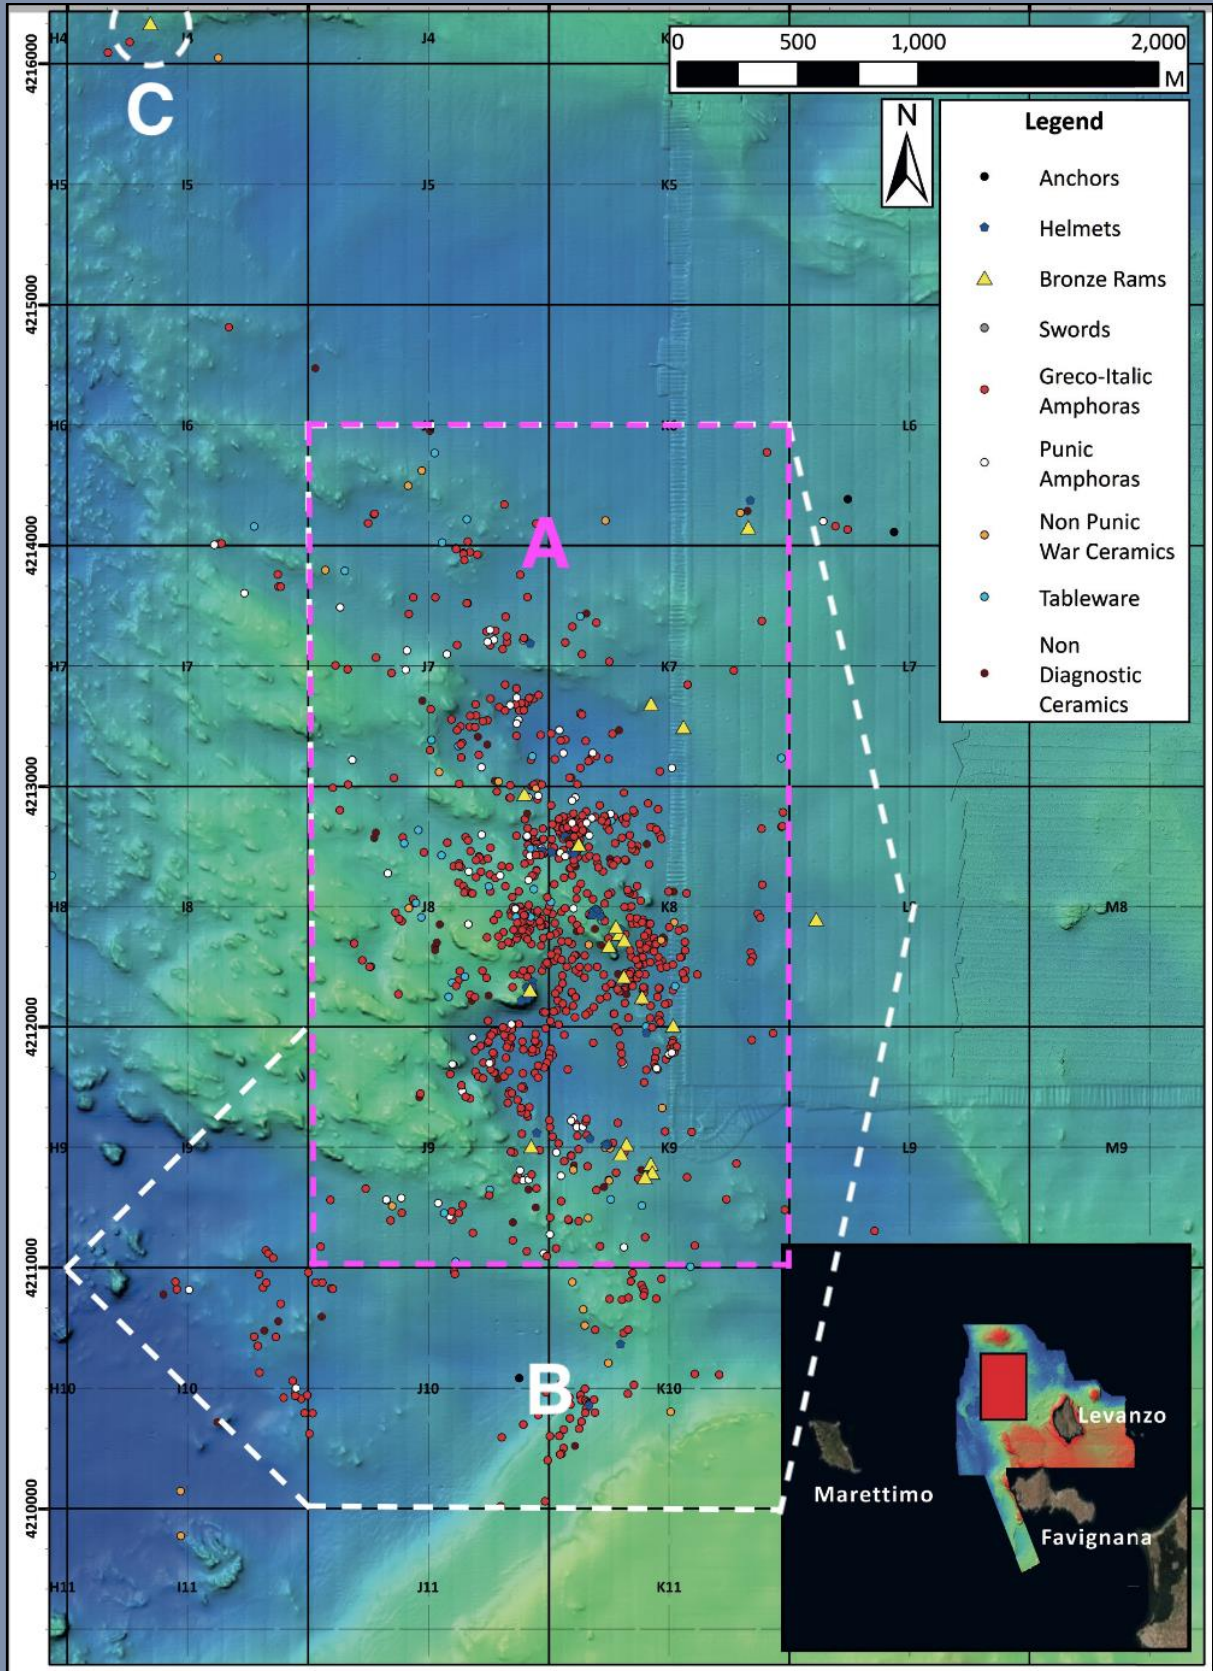 H4
J4
K
C
0 500 1,000 2,000
M
N
Legend
Anchors
Helmets
Bronze Rams
Swords
Greco-Italic
Amphoras
Punic
Amphoras
Non Punic
War Ceramics
Tableware
Non
Diagnostic
Ceramics
4216000
H5 I5 J5 K5
4215000
H6 I6 L6
A
4214000
H7 I7 J7 K7 L7
4213000
H8 I8 J8 K8 L M8
4212000
H9 J9 K9 L9 M9
4211000
H10 I10 J10 K10
B
4210000
H11 I11 J11 K11
Levanzo
Marettimo
Favignana